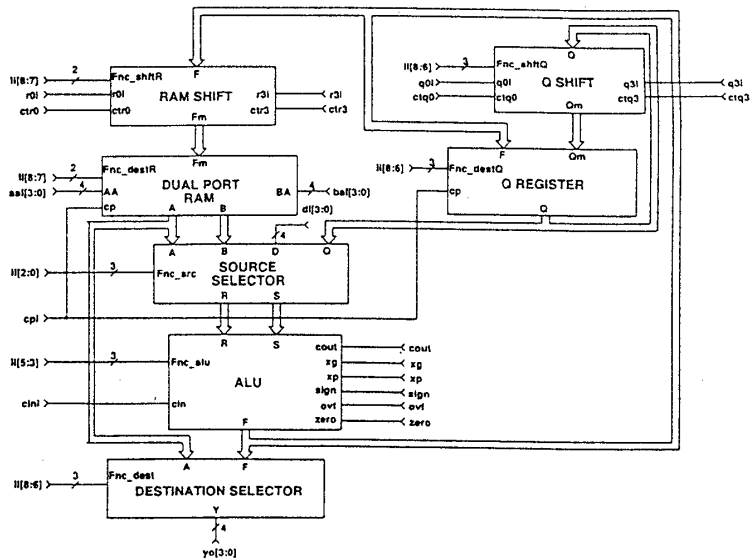 F
Q
Ii[8:7] 2 Fnc_shftR
r0i r0i
ctr0 ctr0
RAM SHIFT
r3i r3i
ctr3 ctr3
Fm
Ii[8:6] 3 Fnc_shftQ
q0i q0i
ctq0 ctq0
Q SHIFT
q3i q3i
ctq3 ctq3
Qm
Fm
Ii[8:7] 2 Fnc_destR
aai[3:0] 4 AA
cp
DUAL PORT
RAM
BA 4 bai[3:0]
A B
F Qm
Ii[8:6] 3 Fnc_destQ
cp
Q REGISTER
Q
di[3:0]
4
A B D Q
Ii[2:0] 3 Fnc_src
SOURCE
SELECTOR
R S
cpi
R S
Ii[5:3] 3 Fnc_alu
cini cin
ALU
cout cout
xg xg
xp xp
sign sign
ovf ovf
zero zero
F
A F
Ii[8:6] 3 Fnc_dest
DESTINATION SELECTOR
Y
4
yo[3:0]